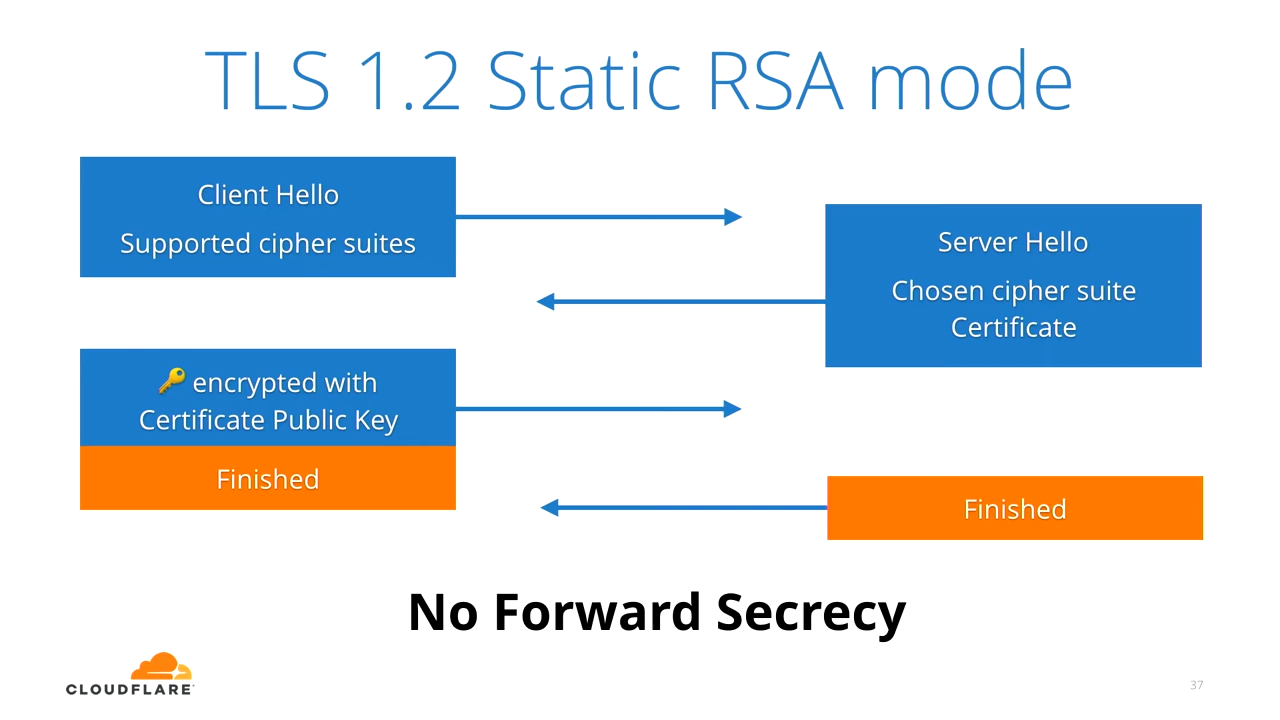 TLS 1.2 Static RSA mode
Client Hello
Supported cipher suites
Server Hello
Chosen cipher suite
Certificate
🔑 encrypted with
Certificate Public Key
Finished
Finished
No Forward Secrecy
CLOUDFLARE
37